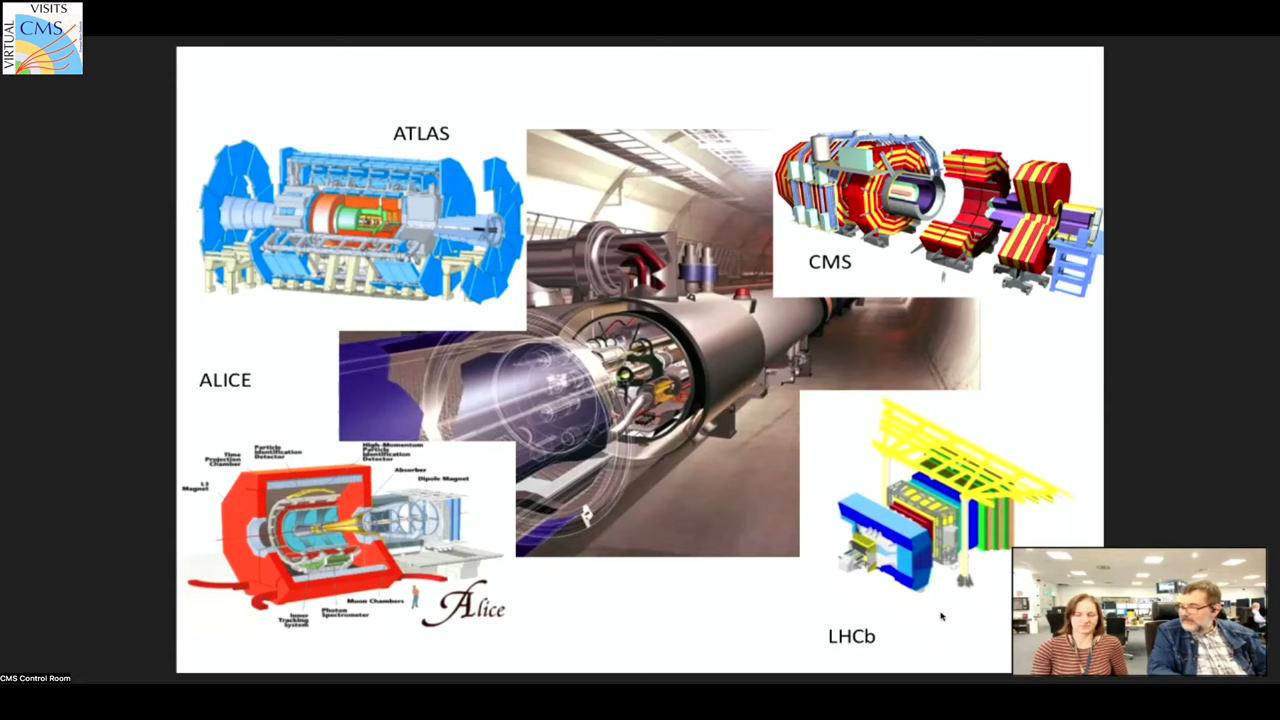 VISITS
CMS
VIRTUAL
ATLAS
CMS
ALICE
High-Momentum
Particle
Identification
Detector
Particle
Identification
Detector
Time
Projection
Chamber
Absorber
Dipole Magnet
L3
Magnet
Muon Chambers
Photon
Spectrometer
Inner
Tracking
System
Alice
LHCb
CMS Control Room